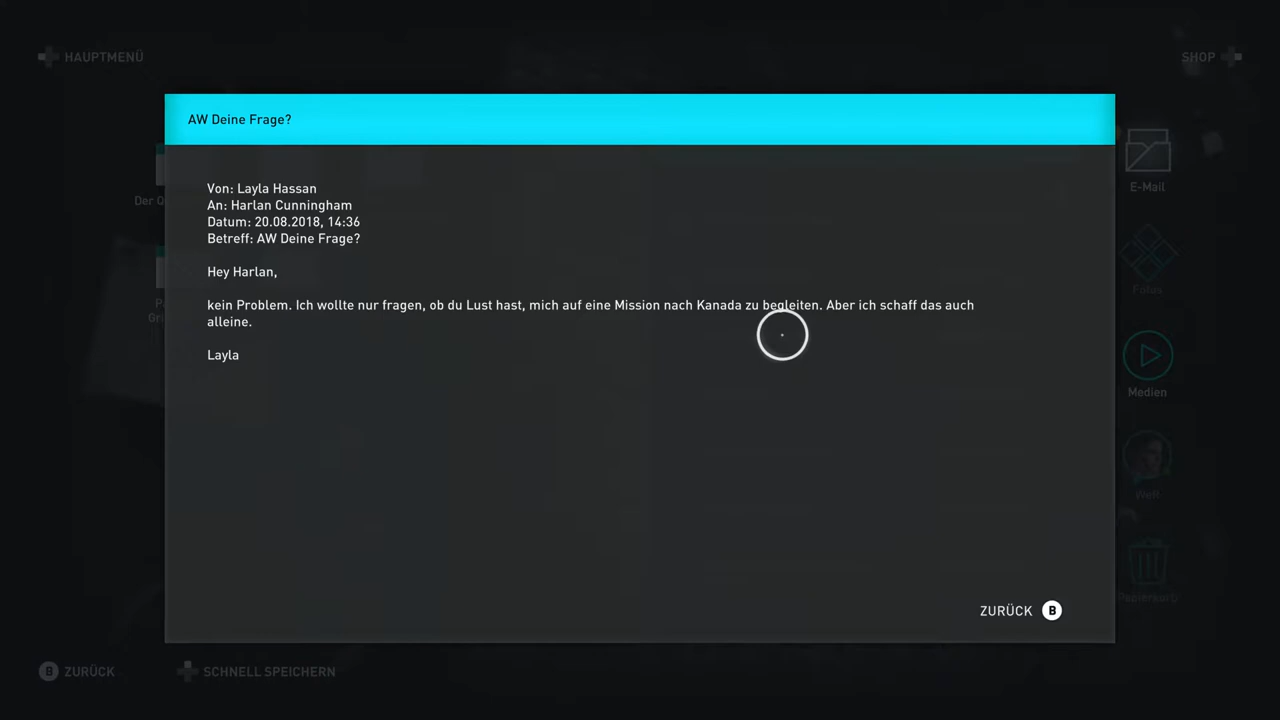 HAUPTMENÜ
SHOP
AW Deine Frage?
Von: Layla Hassan
An: Harlan Cunningham
Datum: 20.08.2018, 14:36
Betreff: AW Deine Frage?
Hey Harlan,
kein Problem. Ich wollte nur fragen, ob du Lust hast, mich auf eine Mission nach Kanada zu begleiten. Aber ich schaff das auch
alleine.
Layla
E-Mail
Fotos
Medien
Papierkorb
ZURÜCK B
B ZURÜCK
SCHNELL SPEICHERN